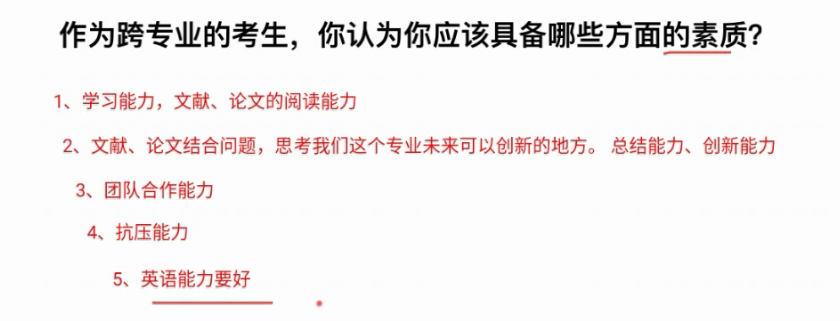 作为跨专业的考生，你认为你应该具备哪些方面的素质？
1、学习能力，文献、论文的阅读能力
2、文献、论文结合问题，思考我们这个专业未来可以创新的地方。 总结能力、创新能力
3、团队合作能力
4、抗压能力
5、英语能力要好